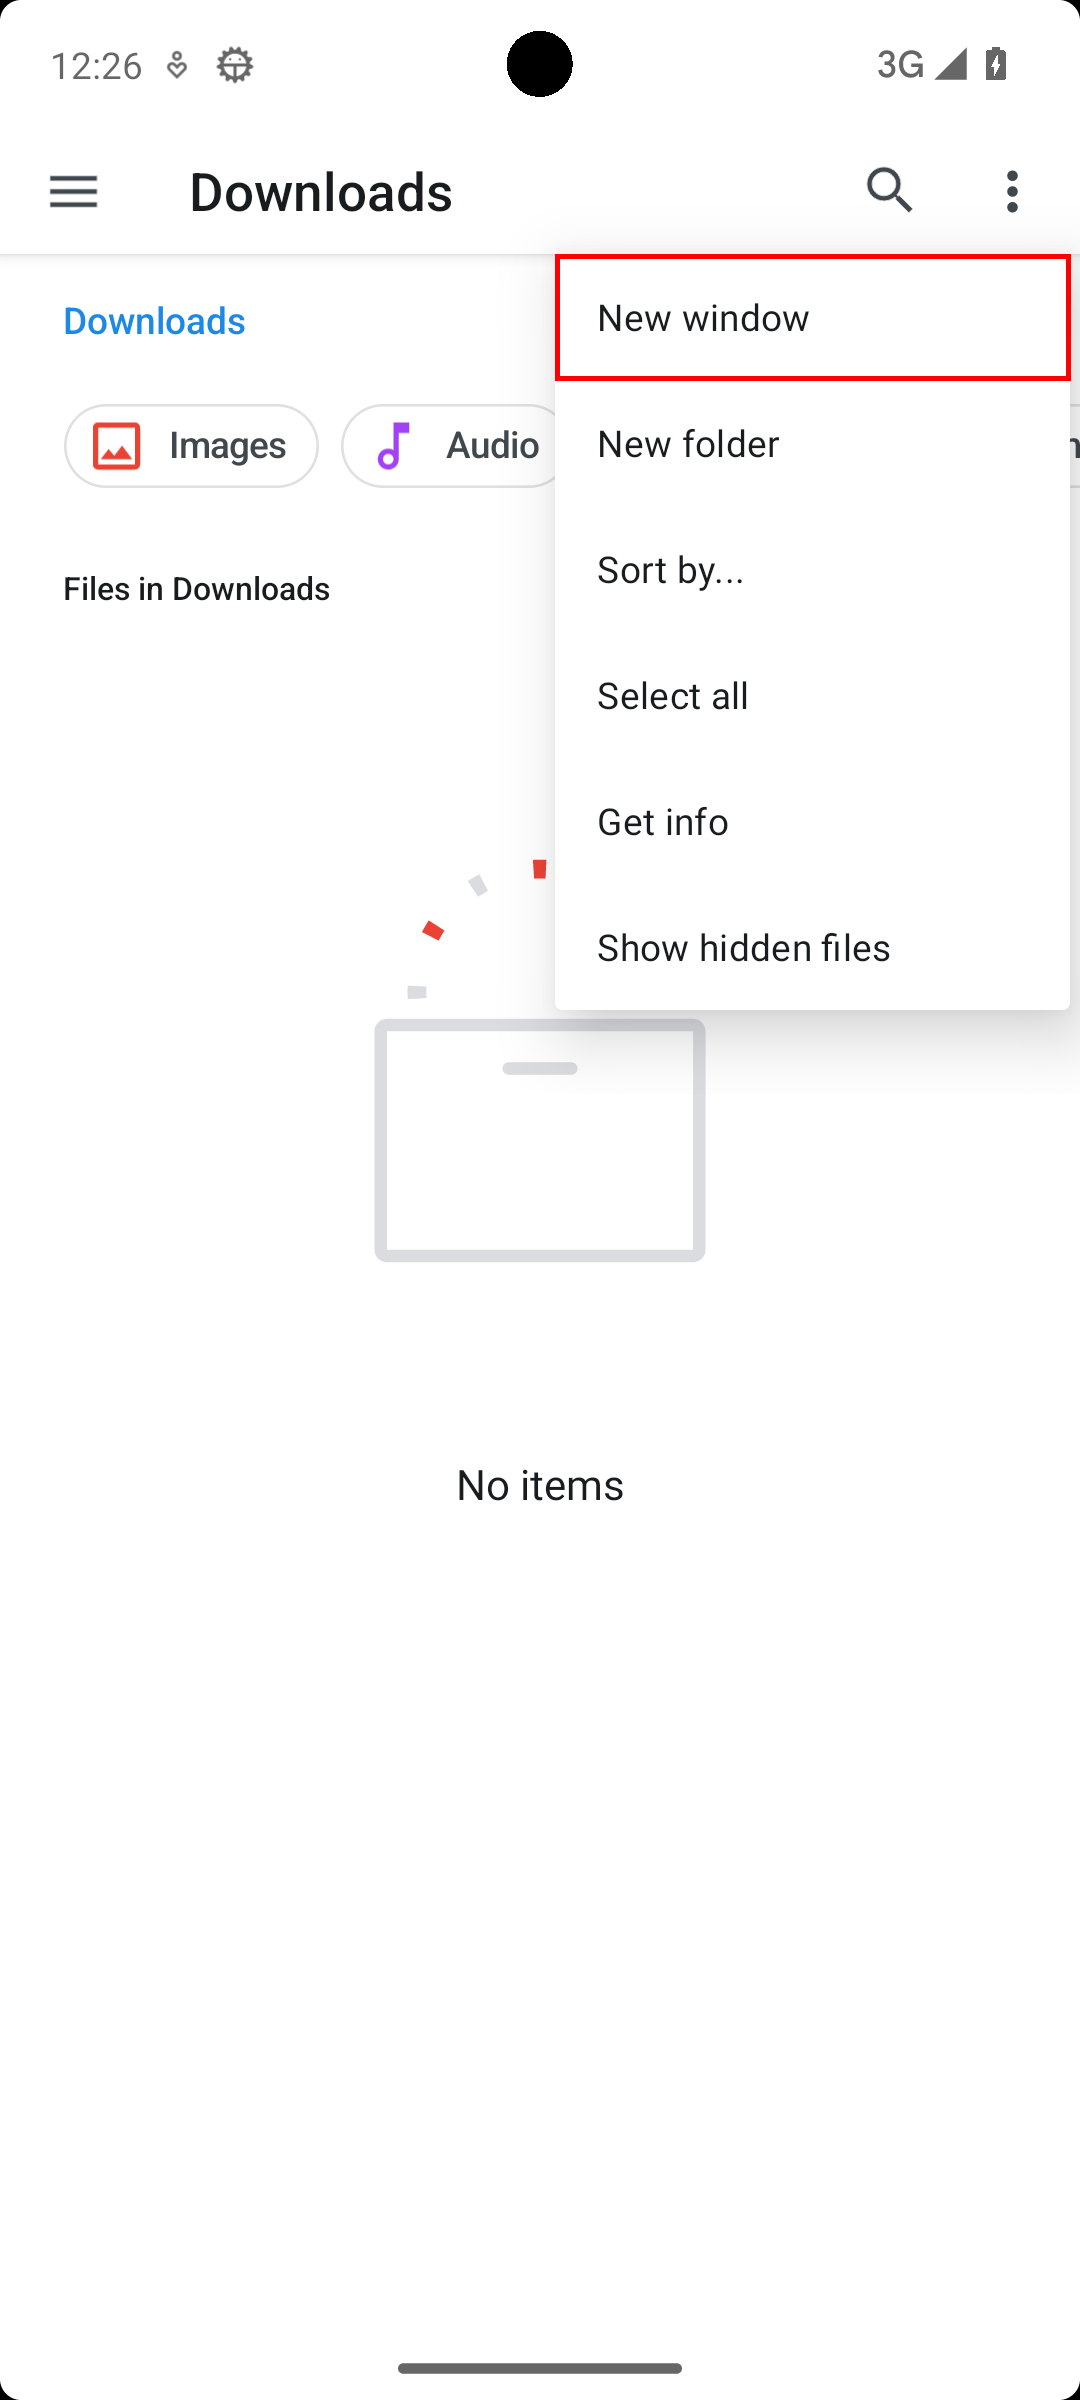 12:26
3G
Downloads
Downloads
New window
Images
Audio
New folder
Files in Downloads
Sort by...
Select all
Get info
Show hidden files
No items